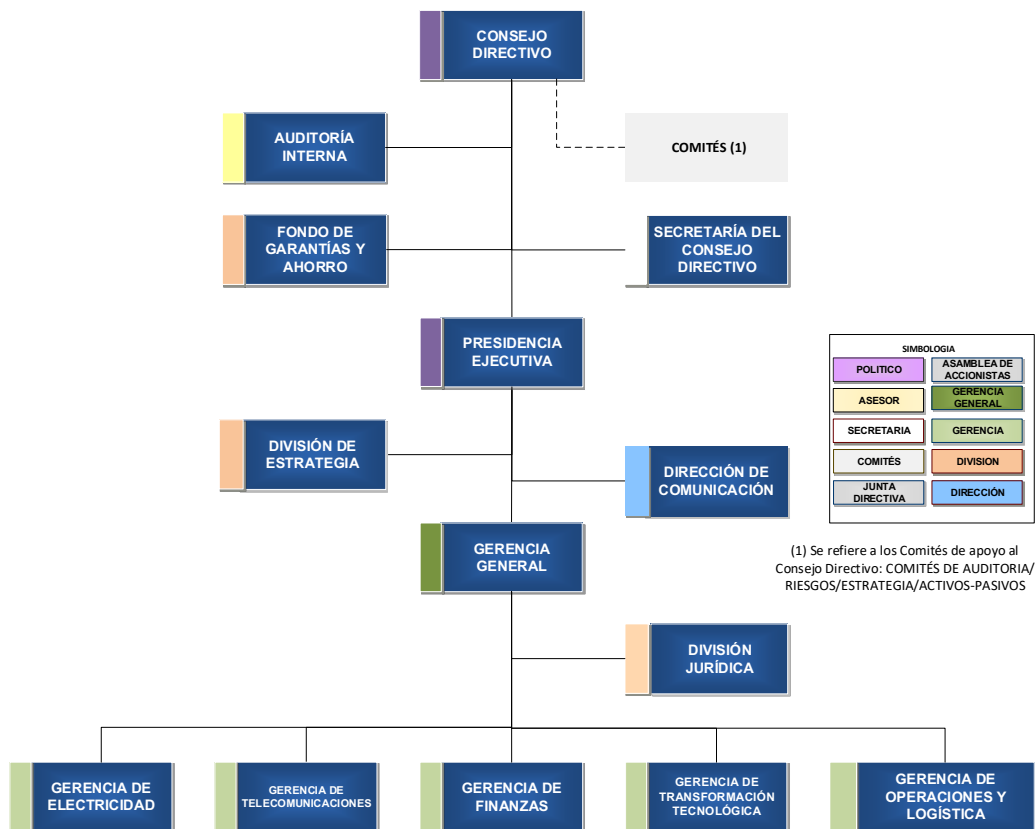 CONSEJO
DIRECTIVO
AUDITORÍA
INTERNA
COMITÉS (1)
FONDO DE
GARANTÍAS Y
AHORRO
SECRETARÍA DEL
CONSEJO
DIRECTIVO
PRESIDENCIA
EJECUTIVA
DIVISIÓN DE
ESTRATEGIA
DIRECCIÓN DE
COMUNICACIÓN
GERENCIA
GENERAL
DIVISIÓN
JURÍDICA
GERENCIA DE
ELECTRICIDAD
GERENCIA DE
TELECOMUNICACIONES
GERENCIA DE
FINANZAS
GERENCIA DE
TRANSFORMACIÓN
TECNOLÓGICA
GERENCIA DE
OPERACIONES Y
LOGÍSTICA
SIMBOLOGIA
POLITICO
ASAMBLEA DE
ACCIONISTAS
ASESOR
GERENCIA
GENERAL
SECRETARIA
GERENCIA
COMITÉS
DIVISION
JUNTA
DIRECTIVA
DIRECCIÓN
(1) Se refiere a los Comités de apoyo al
Consejo Directivo: COMITÉS DE AUDITORIA/
RIESGOS/ESTRATEGIA/ACTIVOS-PASIVOS